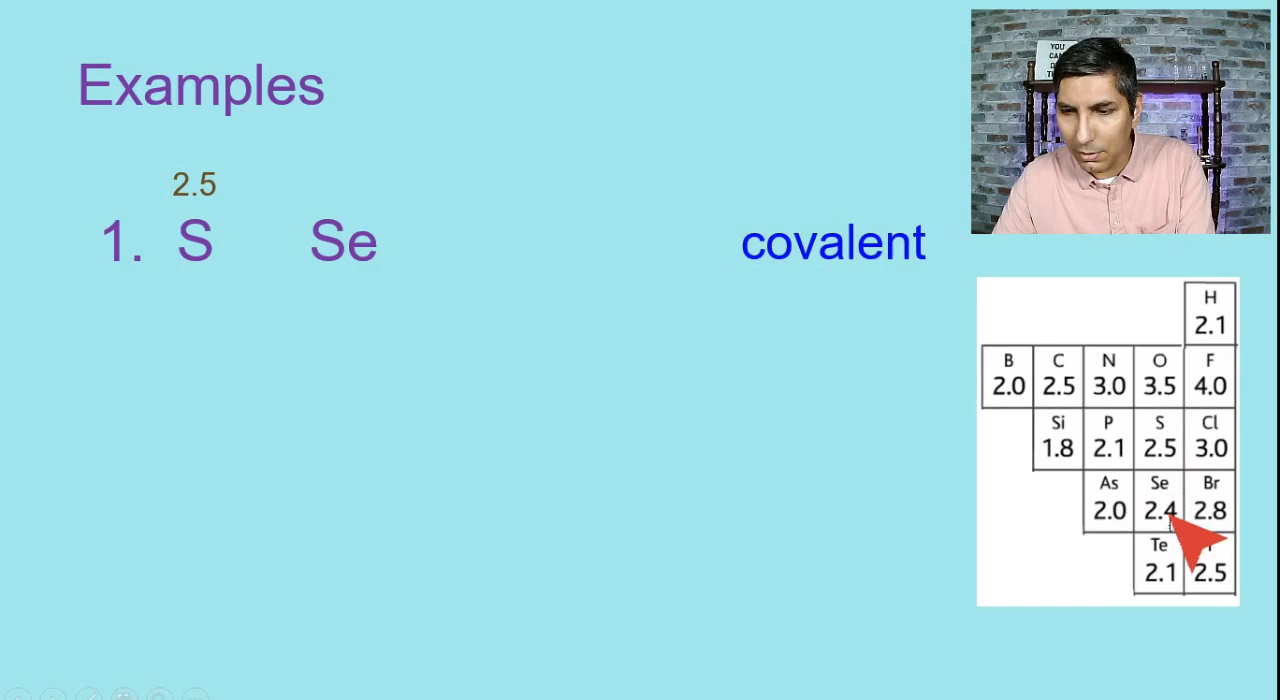 Examples
2.5
1. S Se covalent
YOU
CAN
H
2.1
B C N O F
2.0 2.5 3.0 3.5 4.0
Si P S Cl
1.8 2.1 2.5 3.0
As Se Br
2.0 2.4 2.8
Te
2.1 2.5